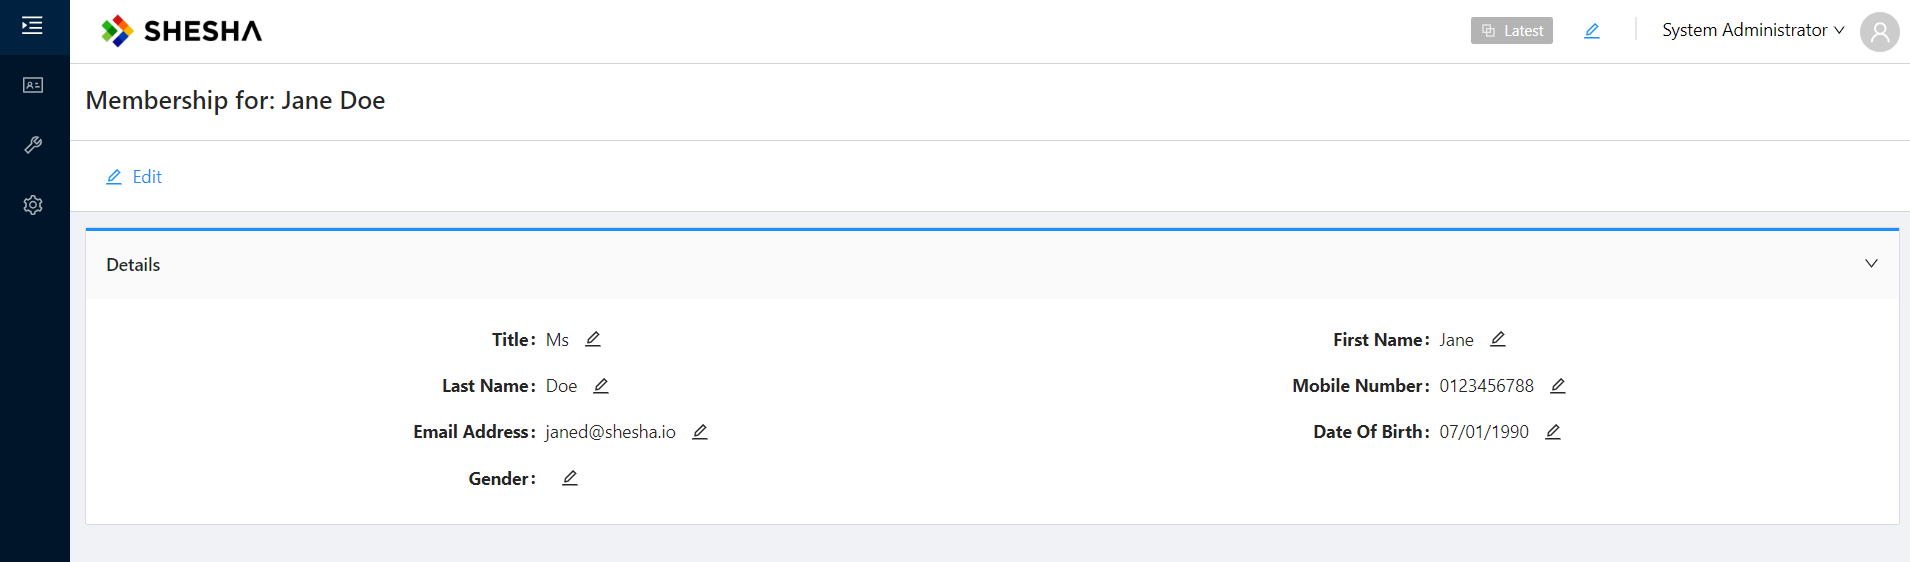 SHESHA
Latest
System Administrator
Membership for: Jane Doe
Edit
Details
Title: Ms
First Name: Jane
Last Name: Doe
Mobile Number: 0123456788
Email Address: janed@shesha.io
Date Of Birth: 07/01/1990
Gender: